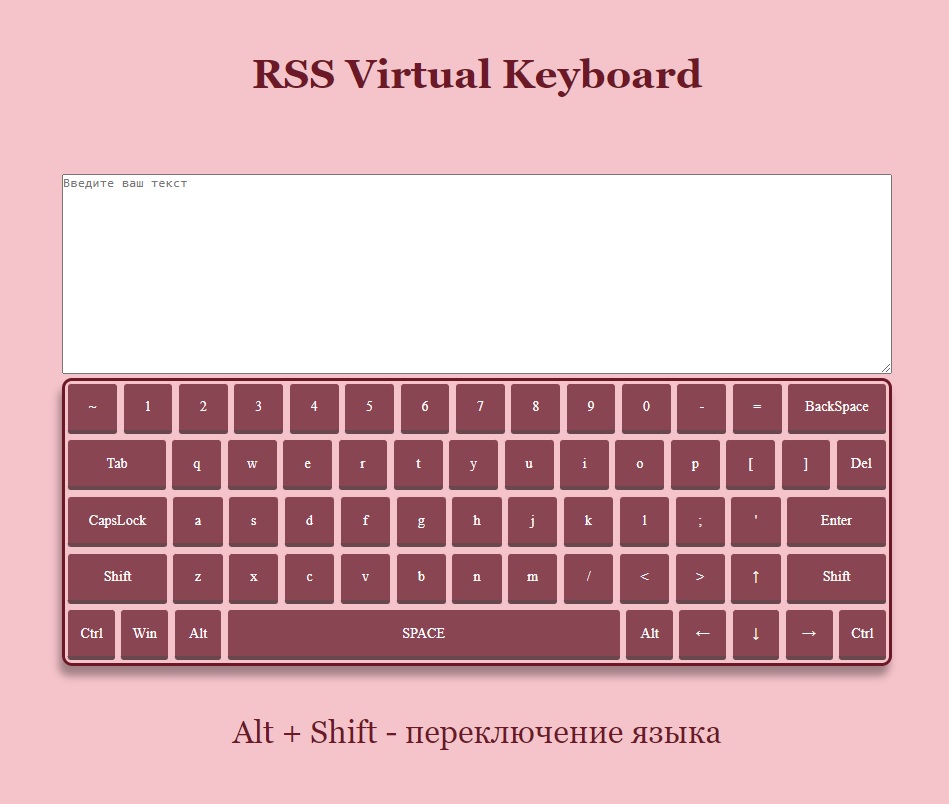 RSS Virtual Keyboard
Введите ваш текст
~ 1 2 3 4 5 6 7 8 9 0 - = BackSpace
Tab q w e r t y u i o p [ ] Del
CapsLock a s d f g h j k l ; ' Enter
Shift z x c v b n m / < > ↑ Shift
Ctrl Win Alt SPACE Alt ← ↓ → Ctrl
Alt + Shift - переключение языка